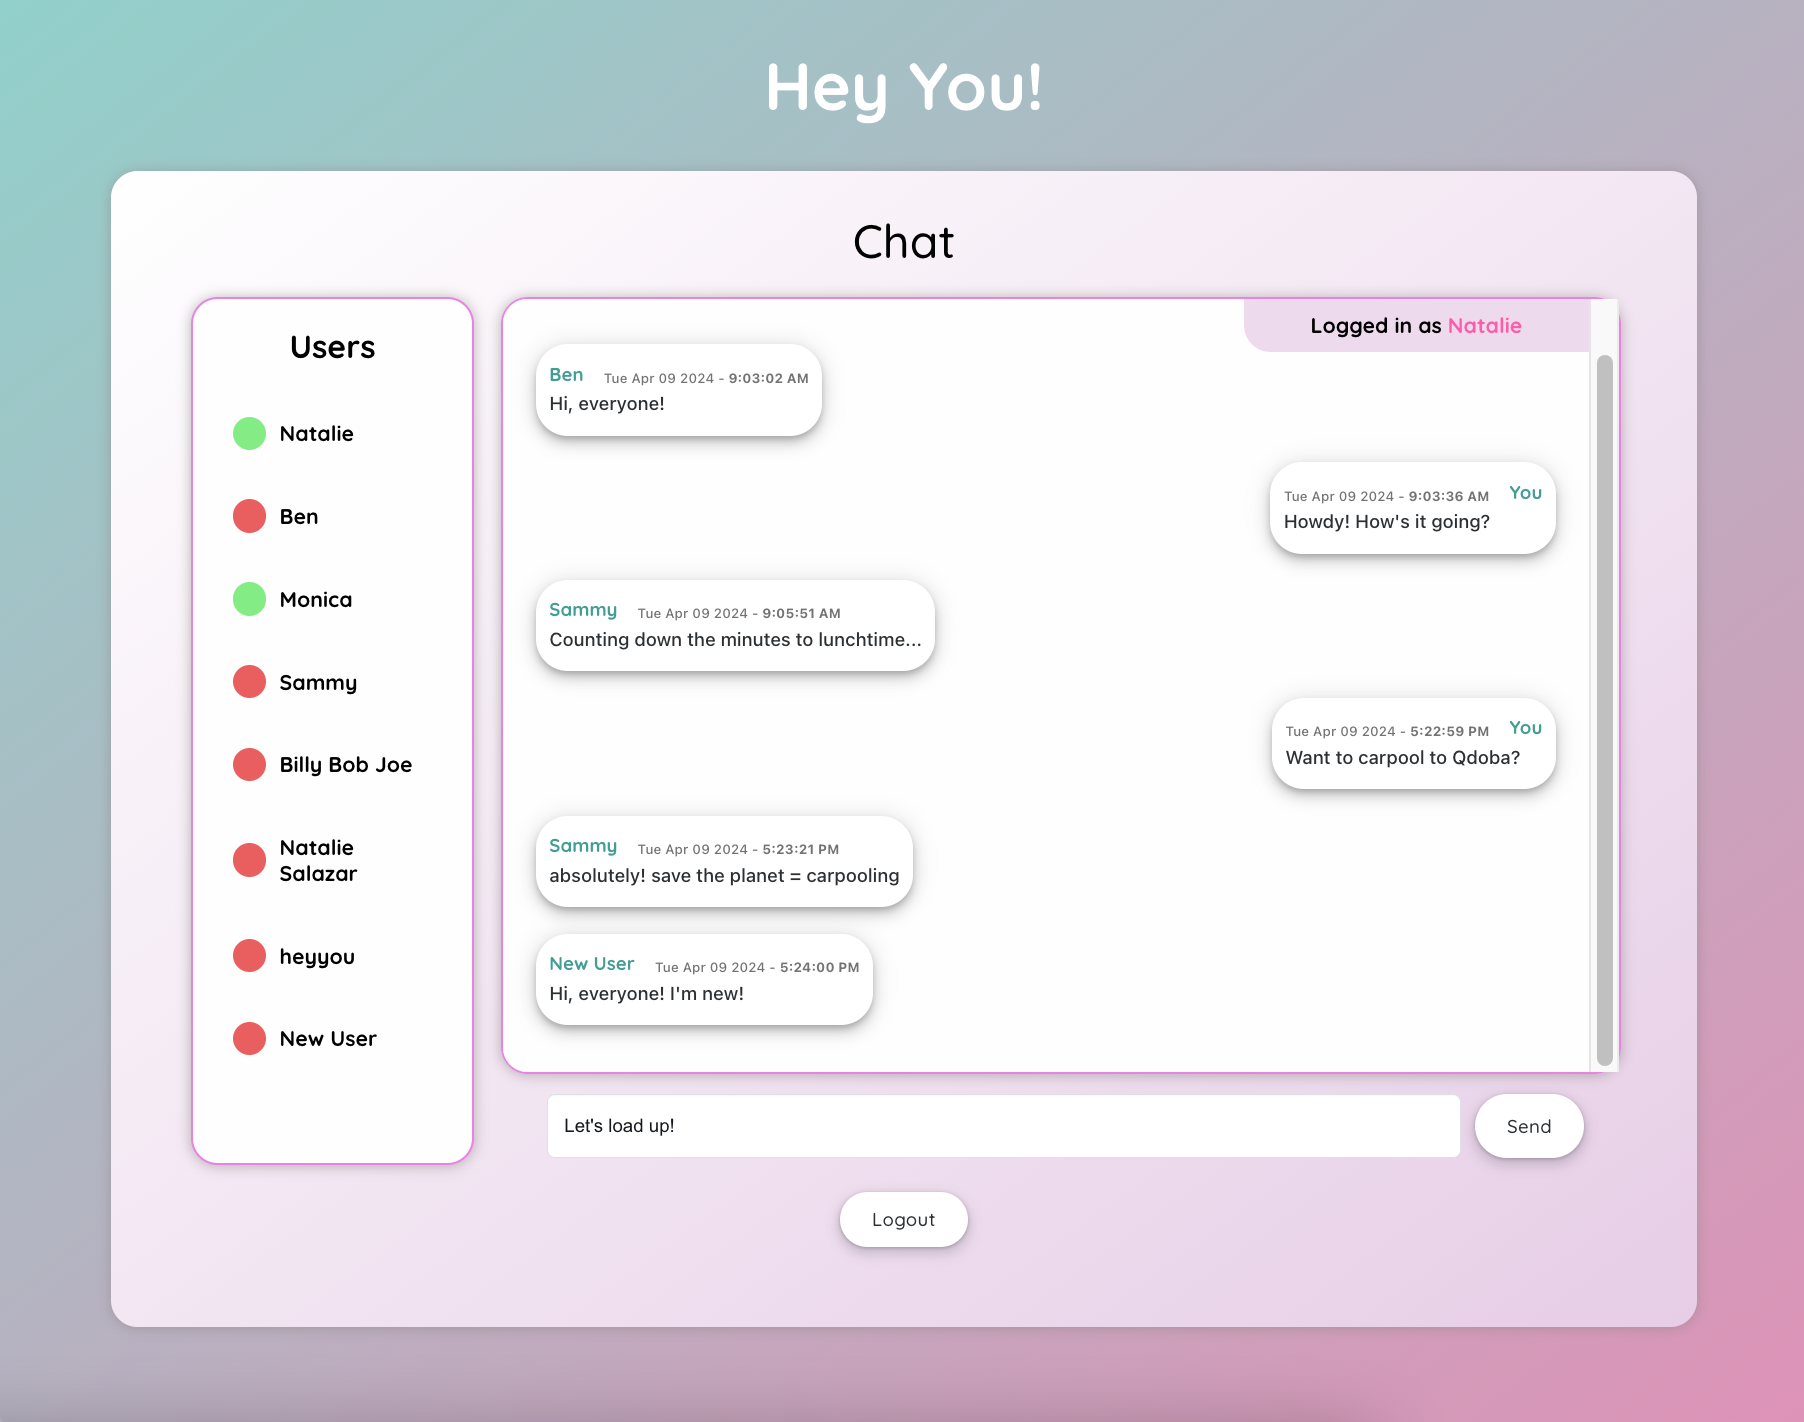 Hey You!
Chat
Users
Natalie
Ben
Monica
Sammy
Billy Bob Joe
Natalie
Salazar
heyyou
New User
Logged in as Natalie
Ben Tue Apr 09 2024 - 9:03:02 AM
Hi, everyone!
Tue Apr 09 2024 - 9:03:36 AM You
Howdy! How's it going?
Sammy Tue Apr 09 2024 - 9:05:51 AM
Counting down the minutes to lunchtime...
Tue Apr 09 2024 - 5:22:59 PM You
Want to carpool to Qdoba?
Sammy Tue Apr 09 2024 - 5:23:21 PM
absolutely! save the planet = carpooling
New User Tue Apr 09 2024 - 5:24:00 PM
Hi, everyone! I'm new!
Let's load up!
Send
Logout